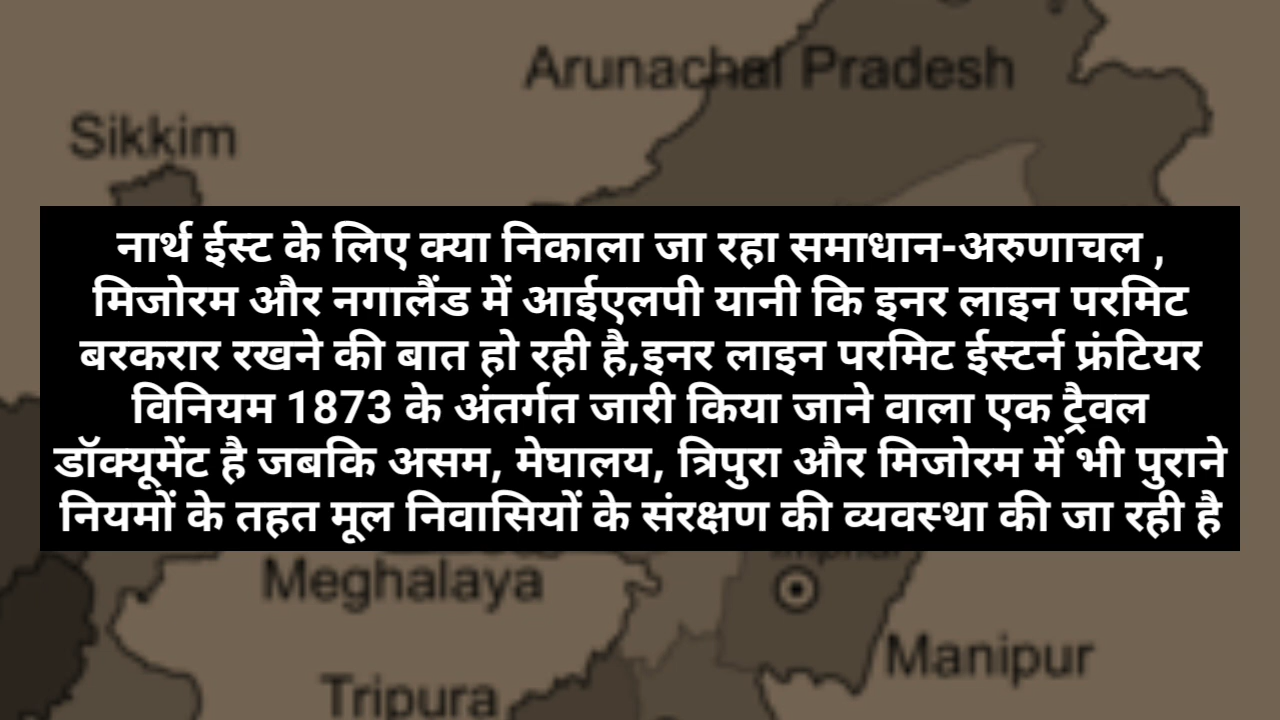 Arunachal Pradesh
Sikkim
नार्थ ईस्ट के लिए क्या निकाला जा रहा समाधान-अरुणाचल ,
मिजोरम और नगालैंड में आईएलपी यानी कि इनर लाइन परमिट
बरकरार रखने की बात हो रही है,इनर लाइन परमिट ईस्टर्न फ्रंटियर
विनियम 1873 के अंतर्गत जारी किया जाने वाला एक ट्रैवल
डॉक्यूमेंट है जबकि असम, मेघालय, त्रिपुरा और मिजोरम में भी पुराने
नियमों के तहत मूल निवासियों के संरक्षण की व्यवस्था की जा रही है
Meghalaya
Manipur
Tripura